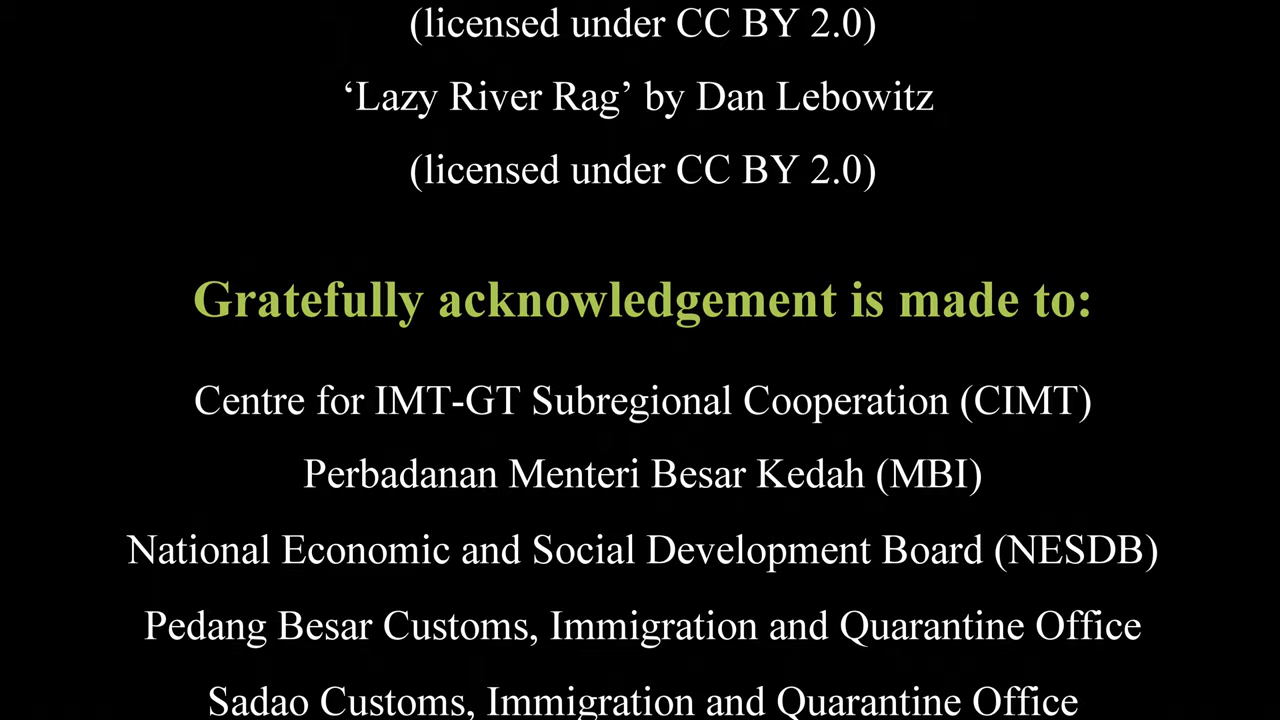 (licensed under CC BY 2.0)
‘Lazy River Rag’ by Dan Lebowitz
(licensed under CC BY 2.0)
Gratefully acknowledgement is made to:
Centre for IMT-GT Subregional Cooperation (CIMT)
Perbadanan Menteri Besar Kedah (MBI)
National Economic and Social Development Board (NESDB)
Pedang Besar Customs, Immigration and Quarantine Office
Sadao Customs, Immigration and Quarantine Office